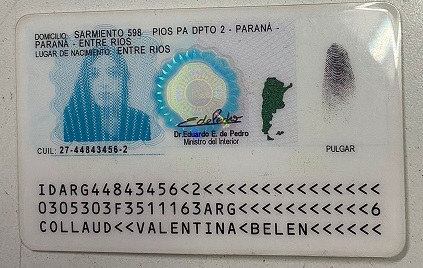 DOMICILIO: SARMIENTO 598 PIOS PA DPTO 2 - PARANÁ -
PARANÁ - ENTRE RIOS
LUGAR DE NACIMIENTO: ENTRE RIOS
Dr. Eduardo E. de Pedro
Ministro del Interior
CUIL: 27-44843456-2
PULGAR
IDARG44843456<2<<<<<<<<<<<<<<<
0305303F3511163ARG<<<<<<<<<<<6
COLLAUD<<VALENTINA<BELEN<<<<<<